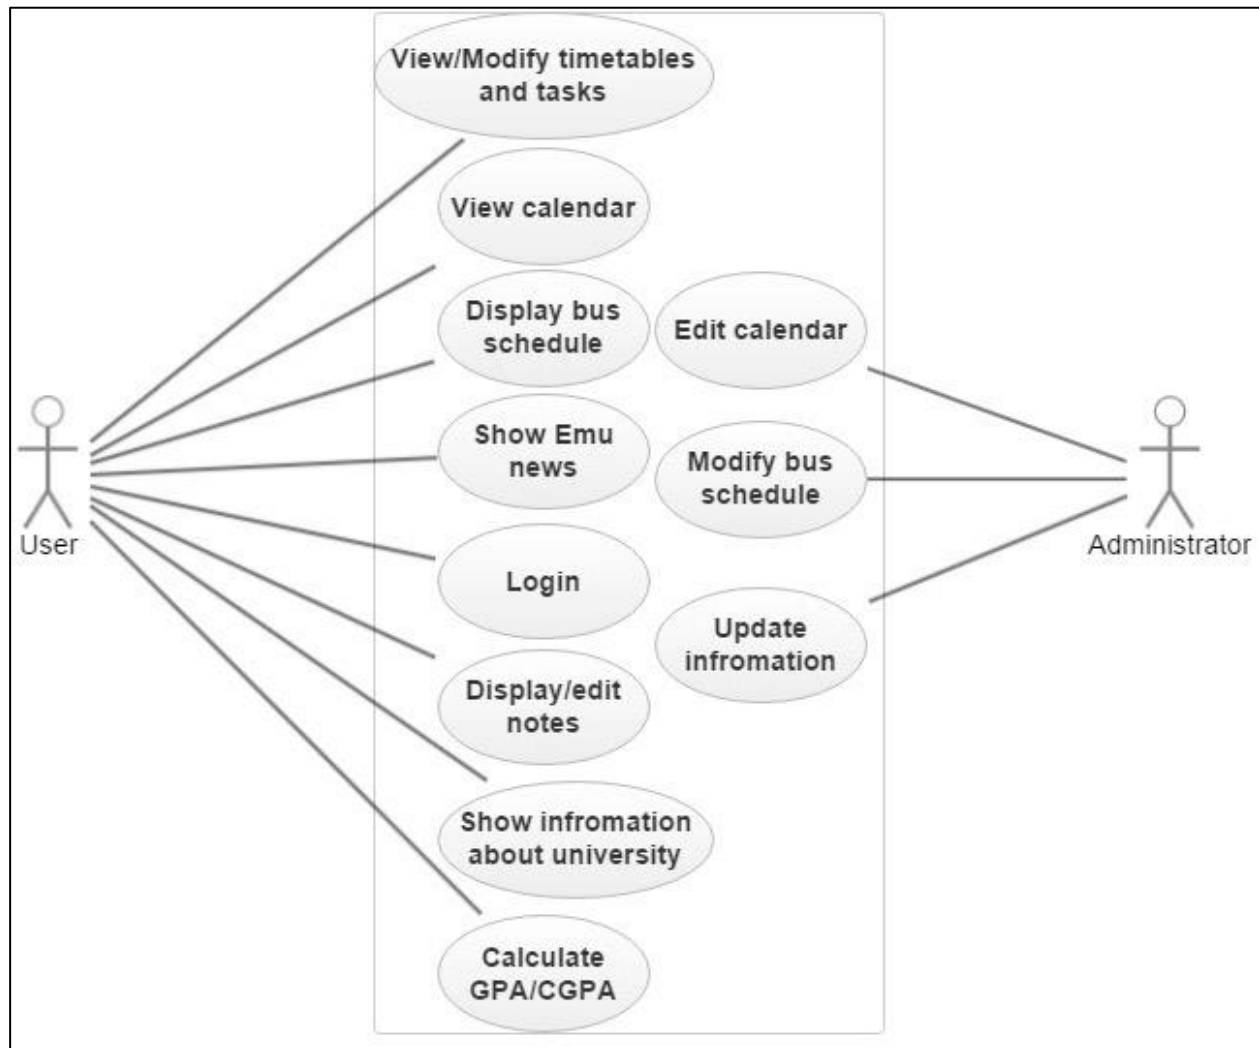 View/Modify timetables
and tasks
View calendar
Display bus
schedule
Edit calendar
Show Emu
news
Modify bus
schedule
User
Administrator
Login
Update
infromation
Display/edit
notes
Show infromation
about university
Calculate
GPA/CGPA